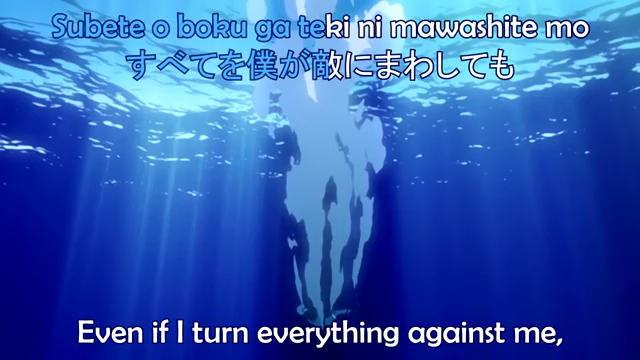 Subete o boku ga teki ni mawashite mo
すべてを僕が敵にまわしても
Even if I turn everything against me,